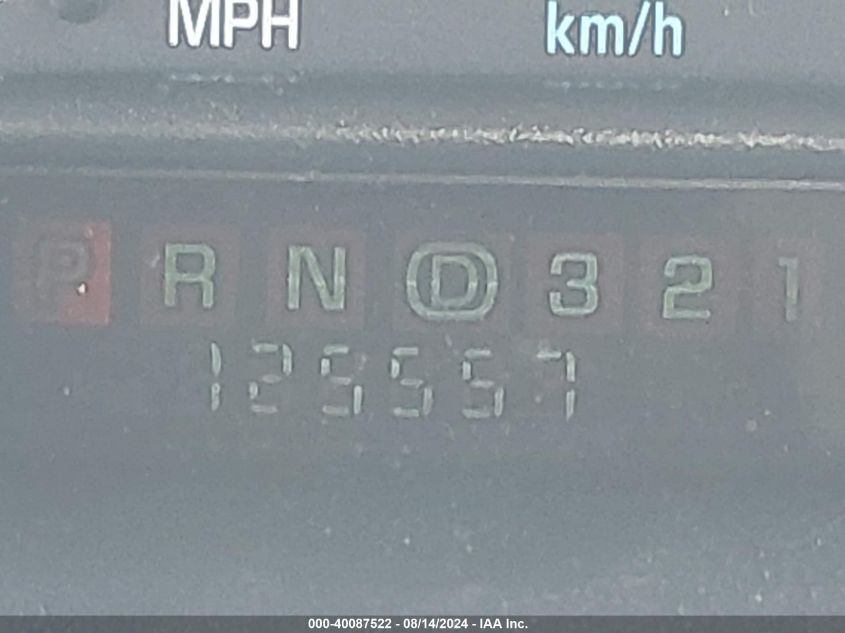 MPH km/h
P R N D 3 2 1
125557
000-40087522 - 08/14/2024 - IAA Inc.